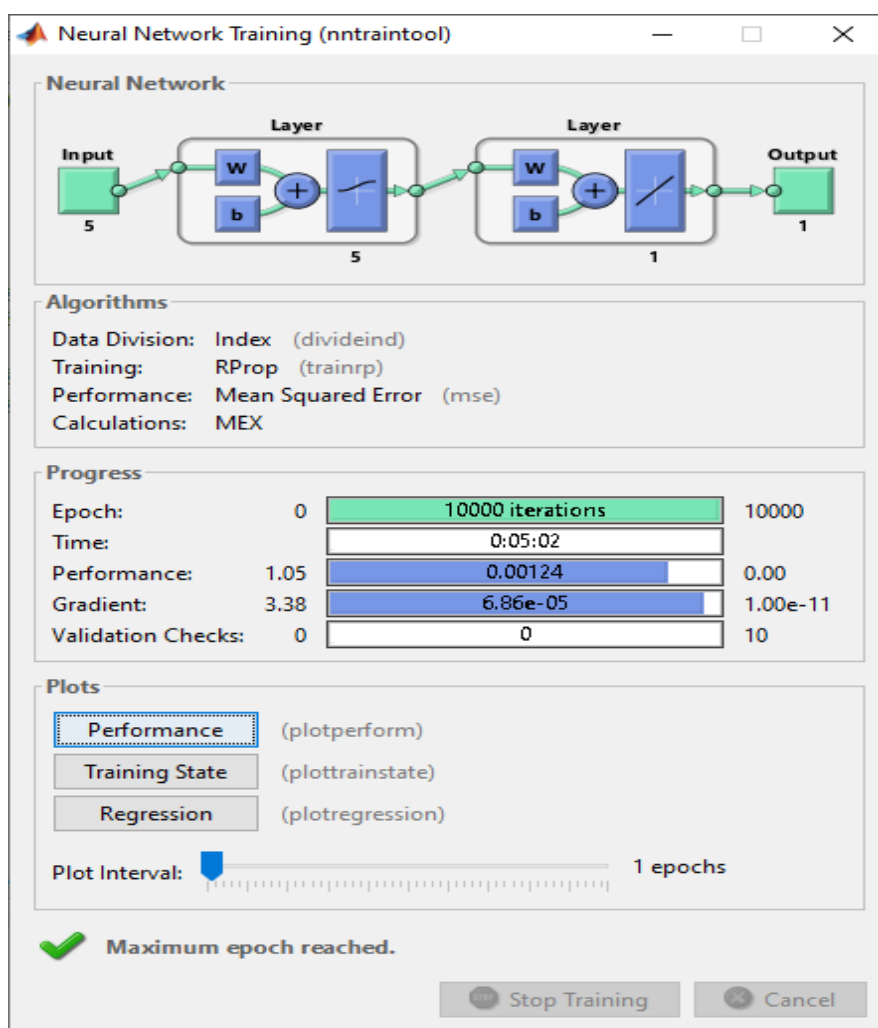 Neural Network Training (nntraintool)
Neural Network
Layer
Layer
Input
Output
W
W
b
b
5
1
5
1
Algorithms
Data Division: Index (divideind)
Training: RProp (trainrp)
Performance: Mean Squared Error (mse)
Calculations: MEX
Progress
Epoch: 0 10000 iterations 10000
Time: 0:05:02
Performance: 1.05 0.00124 0.00
Gradient: 3.38 6.86e-05 1.00e-11
Validation Checks: 0 0 10
Plots
Performance (plotperform)
Training State (plottrainstate)
Regression (plotregression)
Plot Interval: 1 epochs
Maximum epoch reached.
STOP Stop Training Cancel